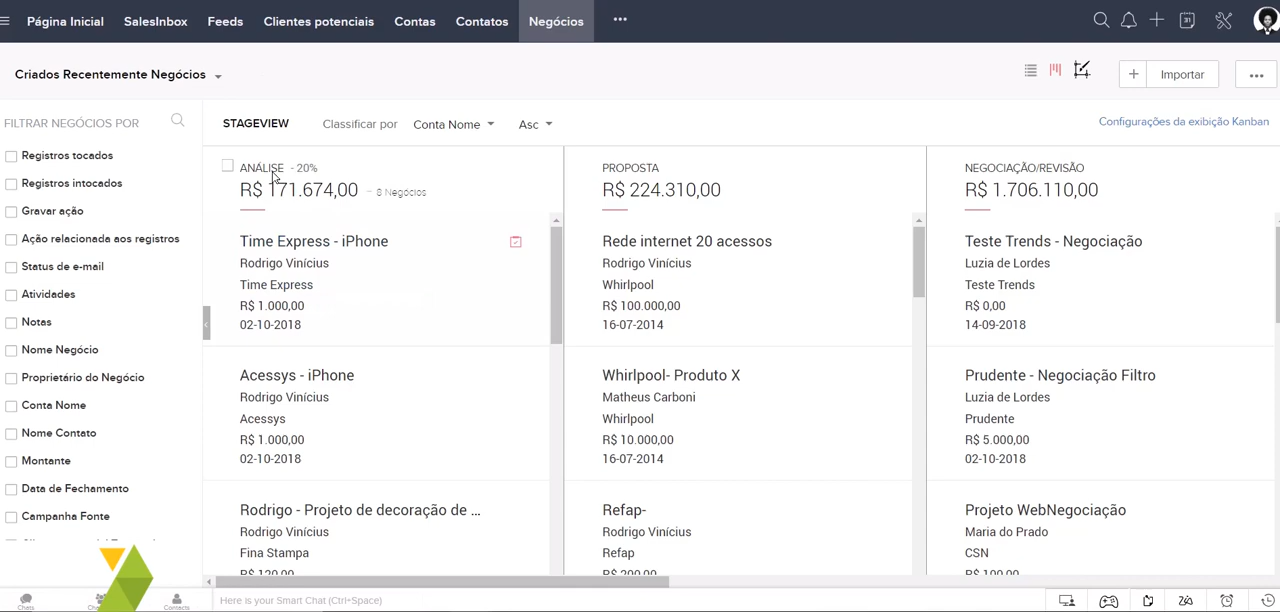 Página Inicial SalesInbox Feeds Clientes potenciais Contas Contatos Negócios
Criados Recentemente Negócios
Importar
FILTRAR NEGÓCIOS POR
Registros tocados
Registros intocados
Gravar ação
Ação relacionada aos registros
Status de e-mail
Atividades
Notas
Nome Negócio
Proprietário do Negócio
Conta Nome
Nome Contato
Montante
Data de Fechamento
Campanha Fonte
STAGEVIEW Classificar por Conta Nome Asc
Configurações da exibição Kanban
ANÁLISE - 20%
R$ 171.674,00 – 8 Negócios
Time Express - iPhone
Rodrigo Vinícius
Time Express
R$ 1.000,00
02-10-2018
Acessys - iPhone
Rodrigo Vinícius
Acessys
R$ 1.000,00
02-10-2018
Rodrigo - Projeto de decoração de ...
Rodrigo Vinícius
Fina Stampa
R$ 120,00
PROPOSTA
R$ 224.310,00
Rede internet 20 acessos
Rodrigo Vinícius
Whirlpool
R$ 100.000,00
16-07-2014
Whirlpool- Produto X
Matheus Carboni
Whirlpool
R$ 10.000,00
16-07-2014
Refap-
Rodrigo Vinícius
Refap
R$ 200,00
NEGOCIAÇÃO/REVISÃO
R$ 1.706.110,00
Teste Trends - Negociação
Luzia de Lordes
Teste Trends
R$ 0,00
14-09-2018
Prudente - Negociação Filtro
Luzia de Lordes
Prudente
R$ 5.000,00
02-10-2018
Projeto WebNegociação
Maria do Prado
CSN
R$ 100,00
Chats
Contacts
Here is your Smart Chat (Ctrl+Space)